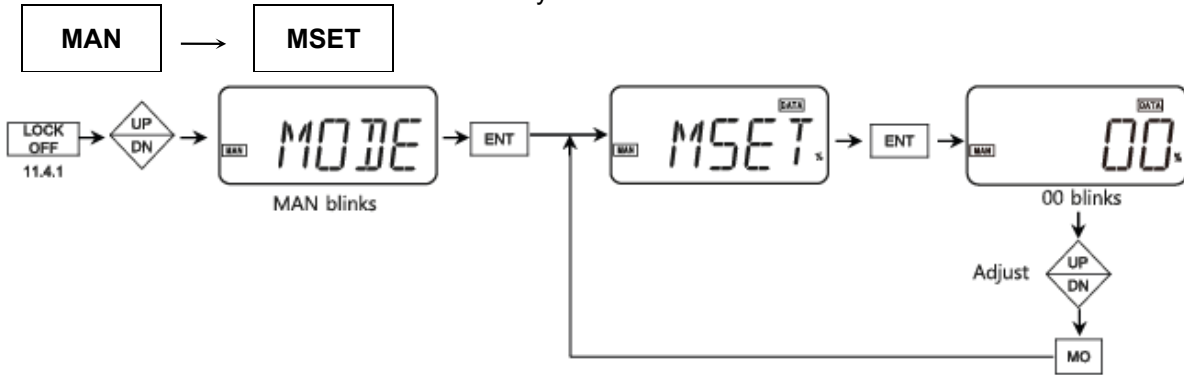 MAN → MSET
LOCK OFF
11.4.1
UP
DN
MAN
MODE
MAN blinks
ENT
DATA
MAN
MSET
%
ENT
DATA
MAN
00
%
00 blinks
Adjust
UP
DN
MO